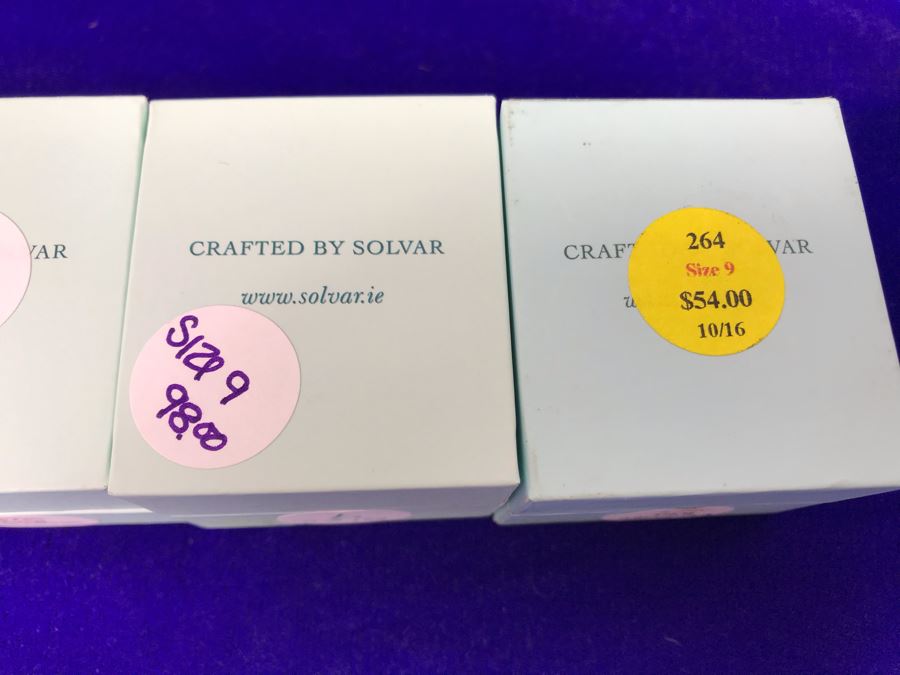 VAR
CRAFTED BY SOLVAR
www.solvar.ie
SIZE 9
98.00
CRAF VAR
264
Size 9
$54.00
10/16